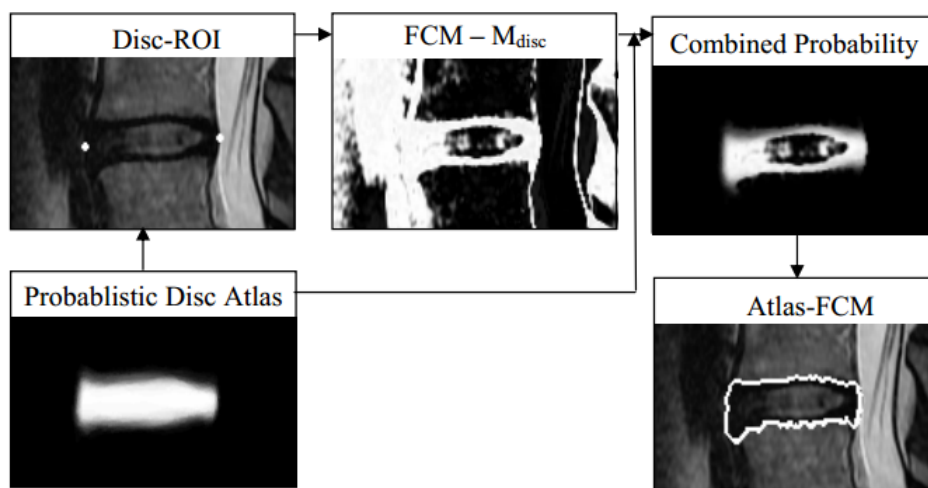 Disc-ROI
FCM – Mdisc
Combined Probability
Probablistic Disc Atlas
Atlas-FCM